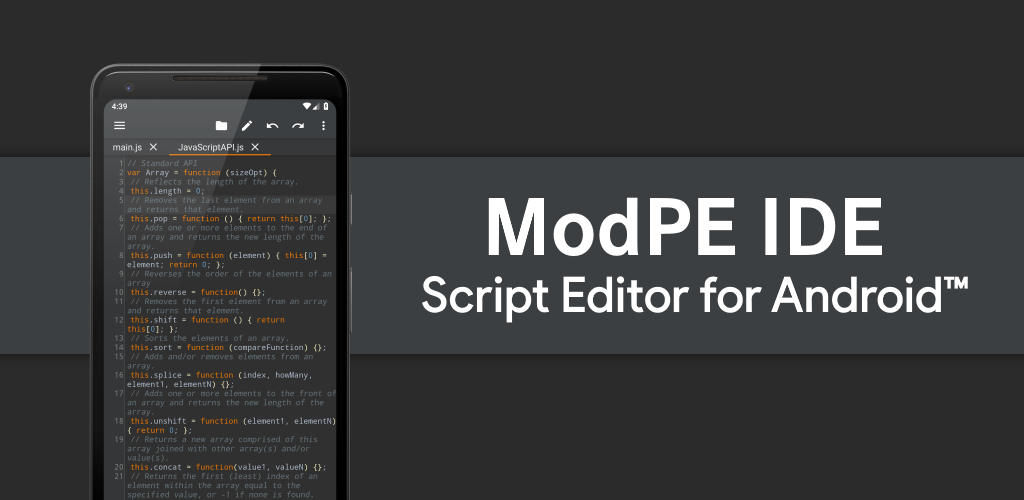 4:39
main.js
JavaScriptAPI.js
1 // Standard API
2 var Array = function (sizeOpt) {
3 // Reflects the length of the array.
4 this.length = 0;
5 // Removes the last element from an array
and returns that element.
6 this.pop = function () { return this[0]; };
7 // Adds one or more elements to the end of
an array and returns the new length of the
array.
8 this.push = function (element) { this[0] =
element; return 0; };
9 // Reverses the order of the elements of an
array
10 this.reverse = function() {};
11 // Removes the first element from an array
and returns that element.
12 this.shift = function () { return
this[0]; };
13 // Sorts the elements of an array.
14 this.sort = function (compareFunction) {};
15 // Adds and/or removes elements from an
array.
16 this.splice = function (index, howMany,
element1, elementN) {};
17 // Adds one or more elements to the front of
an array and returns the new length of the
array.
18 this.unshift = function (element1, elementN)
{ return 0; };
19 // Returns a new array comprised of this
array joined with other array(s) and/or
value(s).
20 this.concat = function(value1, valueN) {};
21 // Returns the first (least) index of an
element within the array equal to the
specified value, or -1 if none is found.
ModPE IDE
Script Editor for Android™